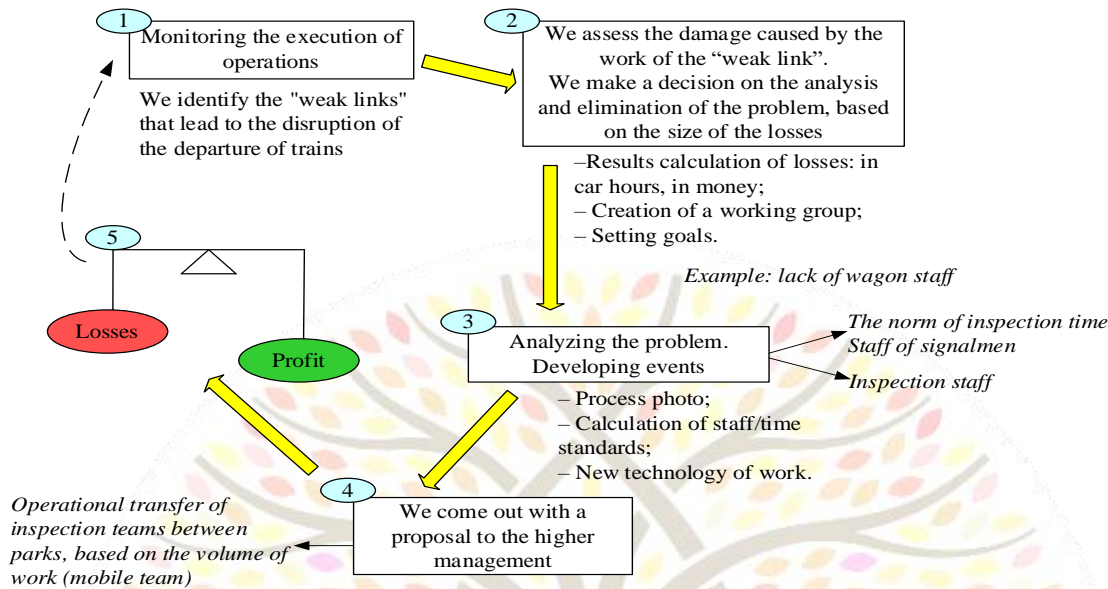 1
Monitoring the execution of
operations
We identify the "weak links"
that lead to the disruption of
the departure of trains
2
We assess the damage caused by the
work of the “weak link”.
We make a decision on the analysis
and elimination of the problem, based
on the size of the losses
–Results calculation of losses: in
car hours, in money;
– Creation of a working group;
– Setting goals.
Example: lack of wagon staff
3
Analyzing the problem.
Developing events
The norm of inspection time
Staff of signalmen
Inspection staff
– Process photo;
– Calculation of staff/time
standards;
– New technology of work.
4
We come out with a
proposal to the higher
management
Operational transfer of
inspection teams between
parks, based on the volume of
work (mobile team)
5
Losses
Profit